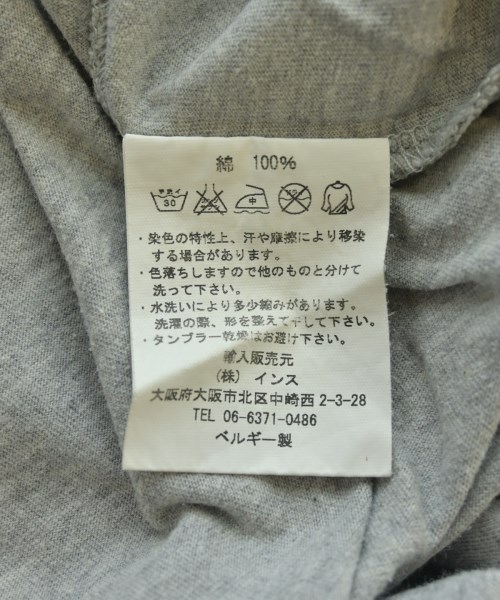 綿 100%
ヨワイ
30
中
・染色の特性上、汗や摩擦により移染
する場合があります。
・色落ちしますので他のものと分けて
洗って下さい。
・水洗いにより多少縮みがあります。
洗濯の際、形を整えて干して下さい。
・タンブラー乾燥はお避け下さい。
輸入販売元
(株) インス
大阪府大阪市北区中崎西2-3-28
TEL 06-6371-0486
ベルギー製